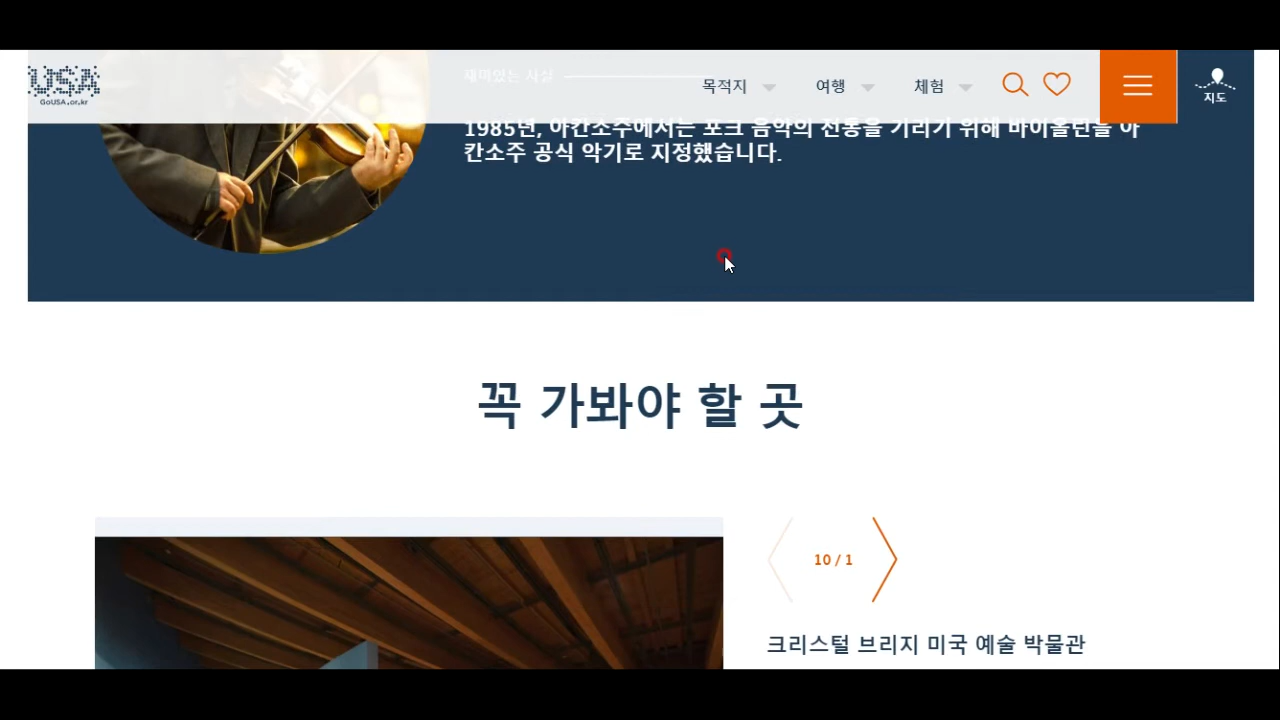 USA
GoUSA.or.kr
재미있는 사실
목적지
여행
체험
지도
1985년, 아칸소주에서는 포크 음악의 전통을 기리기 위해 바이올린을 아
칸소주 공식 악기로 지정했습니다.
꼭 가봐야 할 곳
10 / 1
크리스털 브리지 미국 예술 박물관